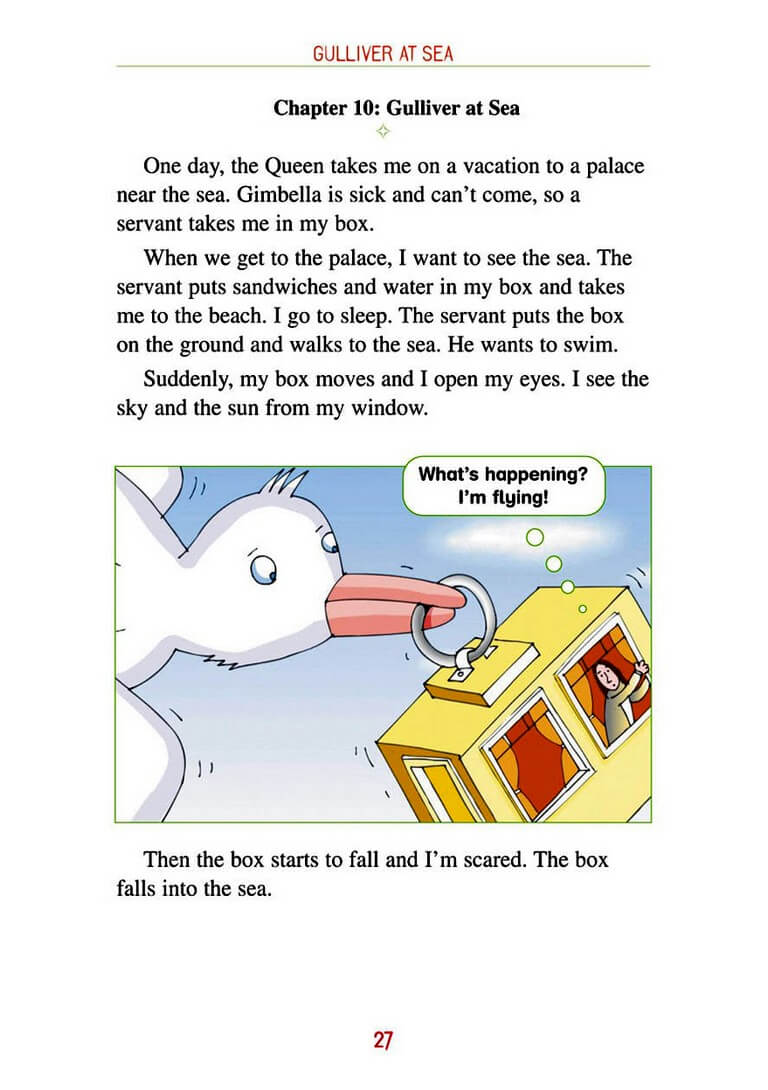 GULLIVER AT SEA
Chapter 10: Gulliver at Sea
One day, the Queen takes me on a vacation to a palace
near the sea. Gimbella is sick and can't come, so a
servant takes me in my box.
When we get to the palace, I want to see the sea. The
servant puts sandwiches and water in my box and takes
me to the beach. I go to sleep. The servant puts the box
on the ground and walks to the sea. He wants to swim.
Suddenly, my box moves and I open my eyes. I see the
sky and the sun from my window.
What's happening?
I'm flying!
Then the box starts to fall and I'm scared. The box
falls into the sea.
27